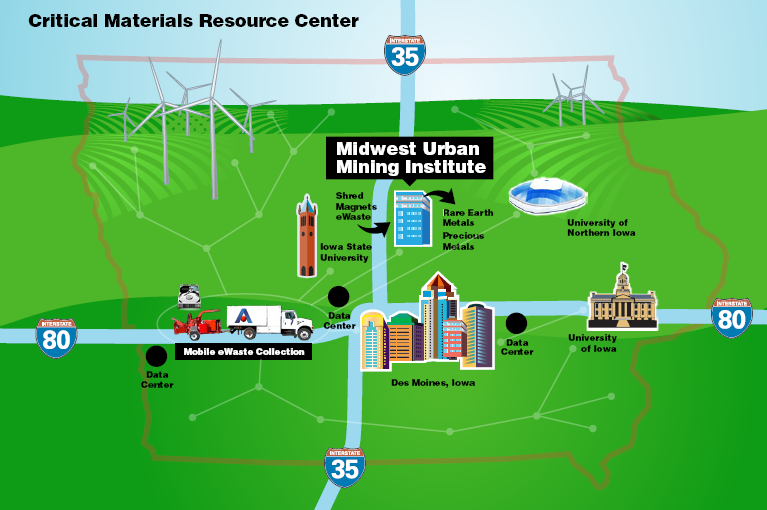 Critical Materials Resource Center
INTERSTATE
35
Midwest Urban
Mining Institute
Shred
Magnets
eWaste
Rare Earth
Metals
Precious
Metals
University of
Northern Iowa
Iowa State
University
Data
Center
INTERSTATE
80
Mobile eWaste Collection
Data
Center
Des Moines, Iowa
Data
Center
University
of Iowa
INTERSTATE
80
INTERSTATE
35